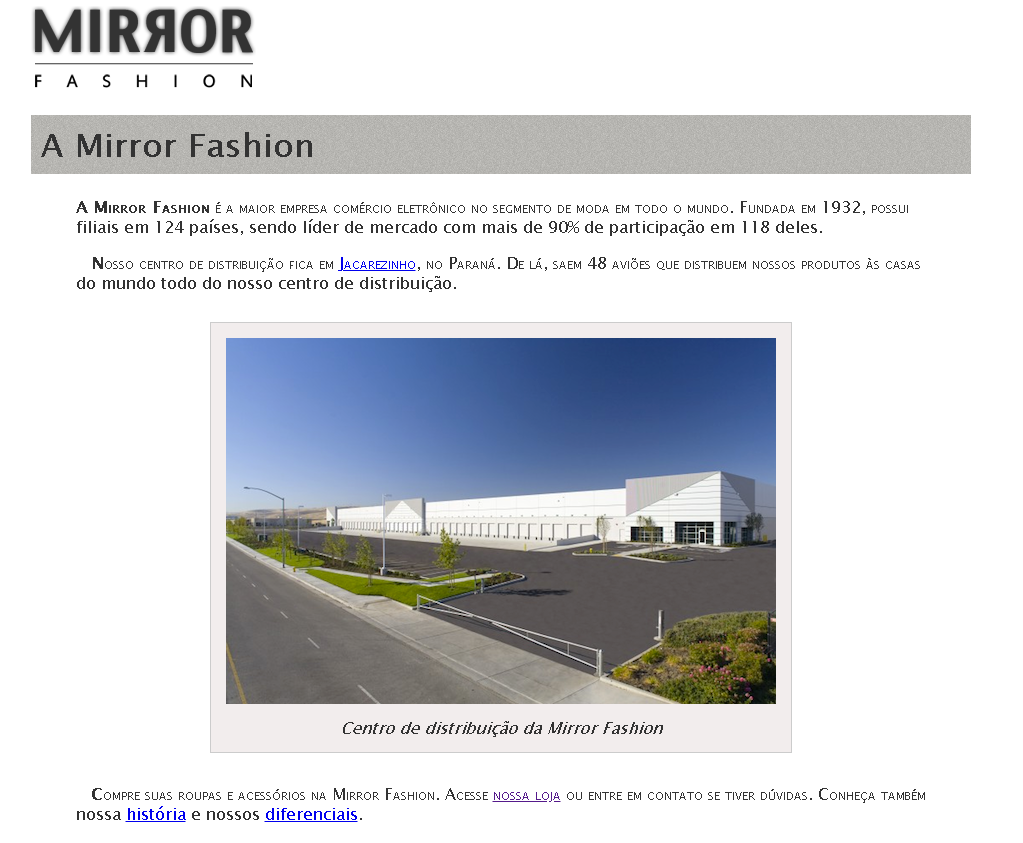 MIRROR
FASHION
A Mirror Fashion
A Mirror Fashion é a maior empresa comércio eletrônico no segmento de moda em todo o mundo. Fundada em 1932, possui
filiais em 124 países, sendo líder de mercado com mais de 90% de participação em 118 deles.
Nosso centro de distribuição fica em Jacarezinho, no Paraná. De lá, saem 48 aviões que distribuem nossos produtos às casas
do mundo todo do nosso centro de distribuição.
Centro de distribuição da Mirror Fashion
Compre suas roupas e acessórios na Mirror Fashion. Acesse nossa loja ou entre em contato se tiver dúvidas. Conheça também
nossa história e nossos diferenciais.